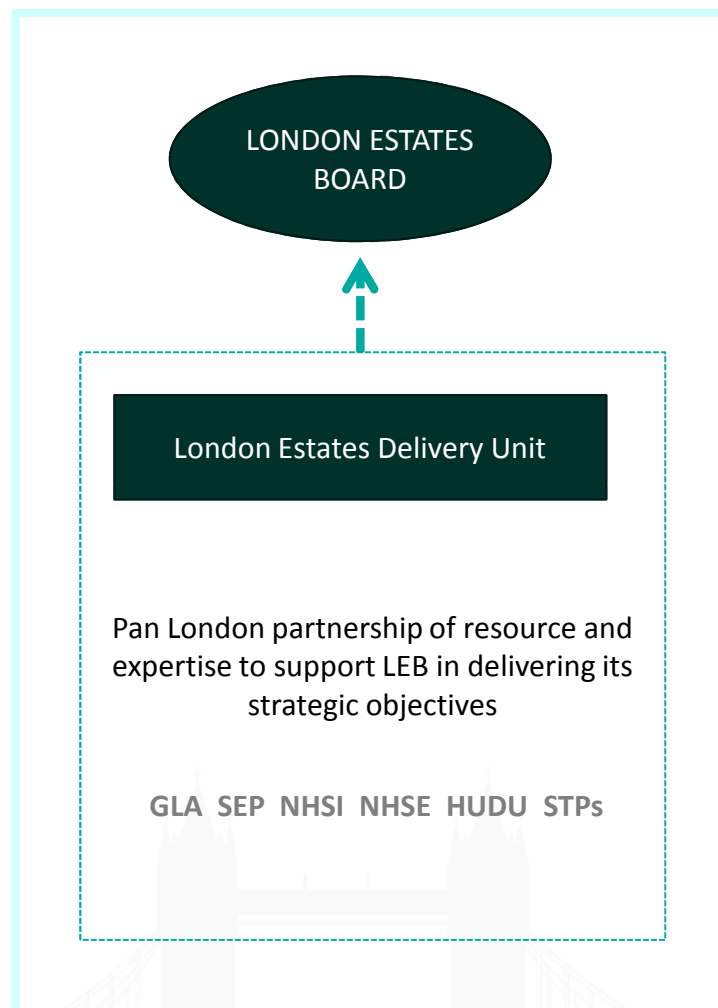 LONDON ESTATES
BOARD
London Estates Delivery Unit
Pan London partnership of resource and
expertise to support LEB in delivering its
strategic objectives
GLA SEP NHSI NHSE HUDU STPs